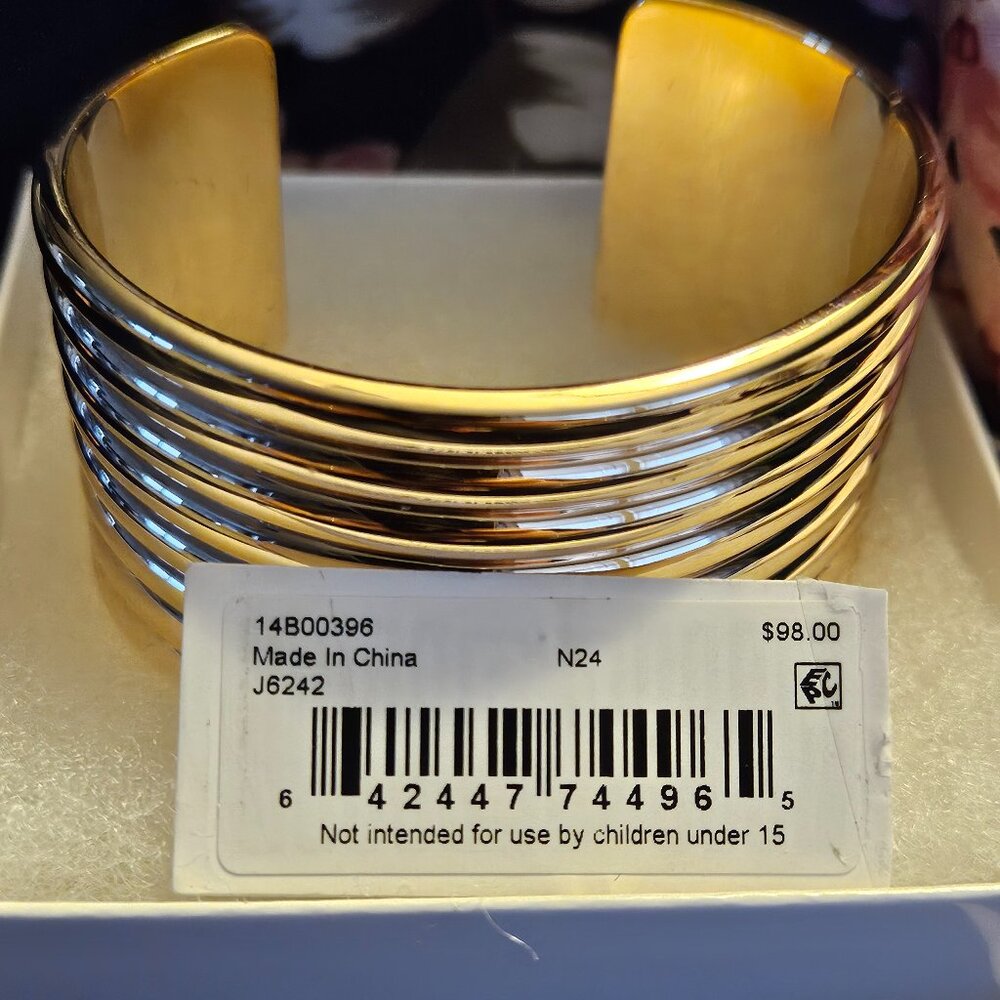 14B00396 $98.00
Made In China N24
J6242
EPC
6 42447 74496 5
Not intended for use by children under 15